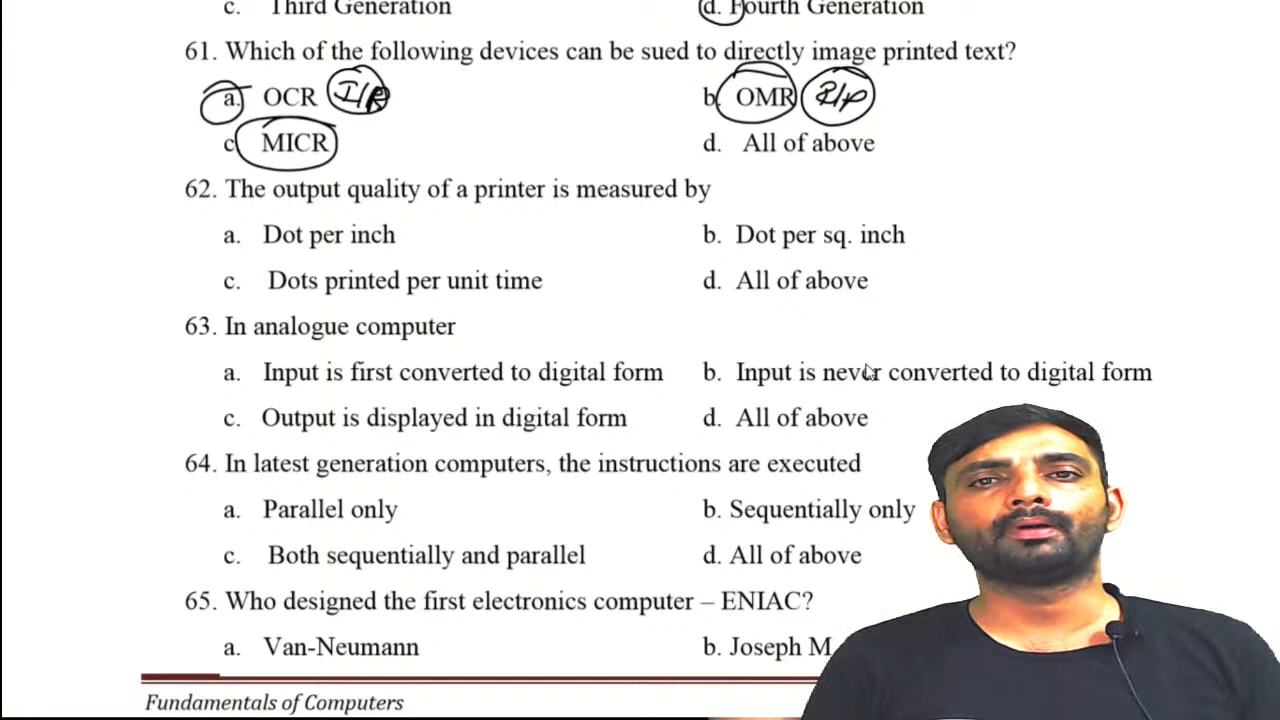 c. Third Generation d. Fourth Generation
61. Which of the following devices can be sued to directly image printed text?
a. OCR I/P b. OMR I/P
c. MICR d. All of above
62. The output quality of a printer is measured by
a. Dot per inch b. Dot per sq. inch
c. Dots printed per unit time d. All of above
63. In analogue computer
a. Input is first converted to digital form b. Input is never converted to digital form
c. Output is displayed in digital form d. All of above
64. In latest generation computers, the instructions are executed
a. Parallel only b. Sequentially only
c. Both sequentially and parallel d. All of above
65. Who designed the first electronics computer – ENIAC?
a. Van-Neumann b. Joseph M
Fundamentals of Computers